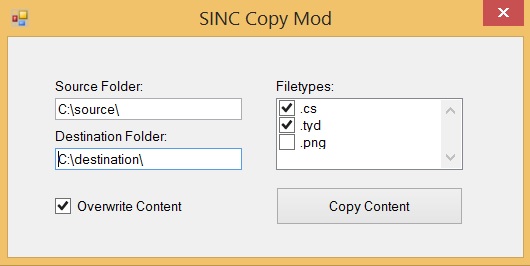 SINC Copy Mod
Source Folder:
C:\source\
Destination Folder:
C:\destination\
Overwrite Content
Filetypes:
.cs
.tyd
.png
Copy Content